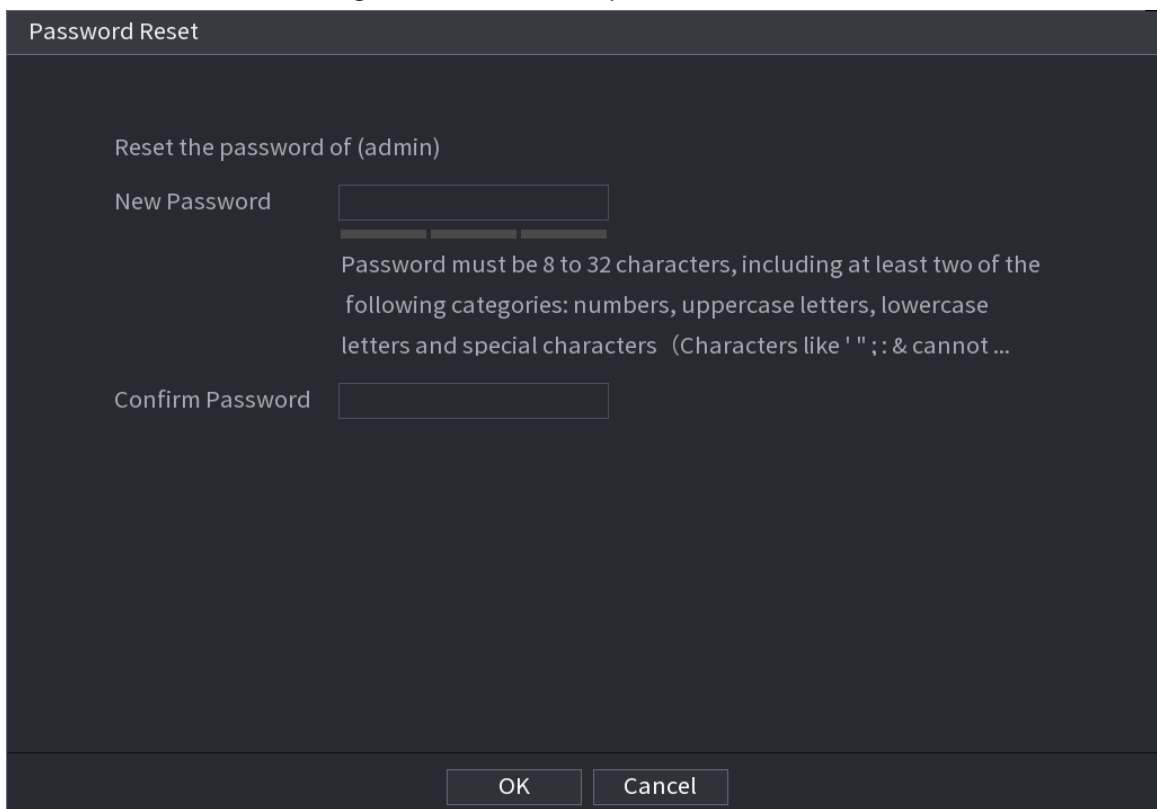 Password Reset
Reset the password of (admin)
New Password
Password must be 8 to 32 characters, including at least two of the
following categories: numbers, uppercase letters, lowercase
letters and special characters（Characters like ' " ; : & cannot ...
Confirm Password
OK
Cancel